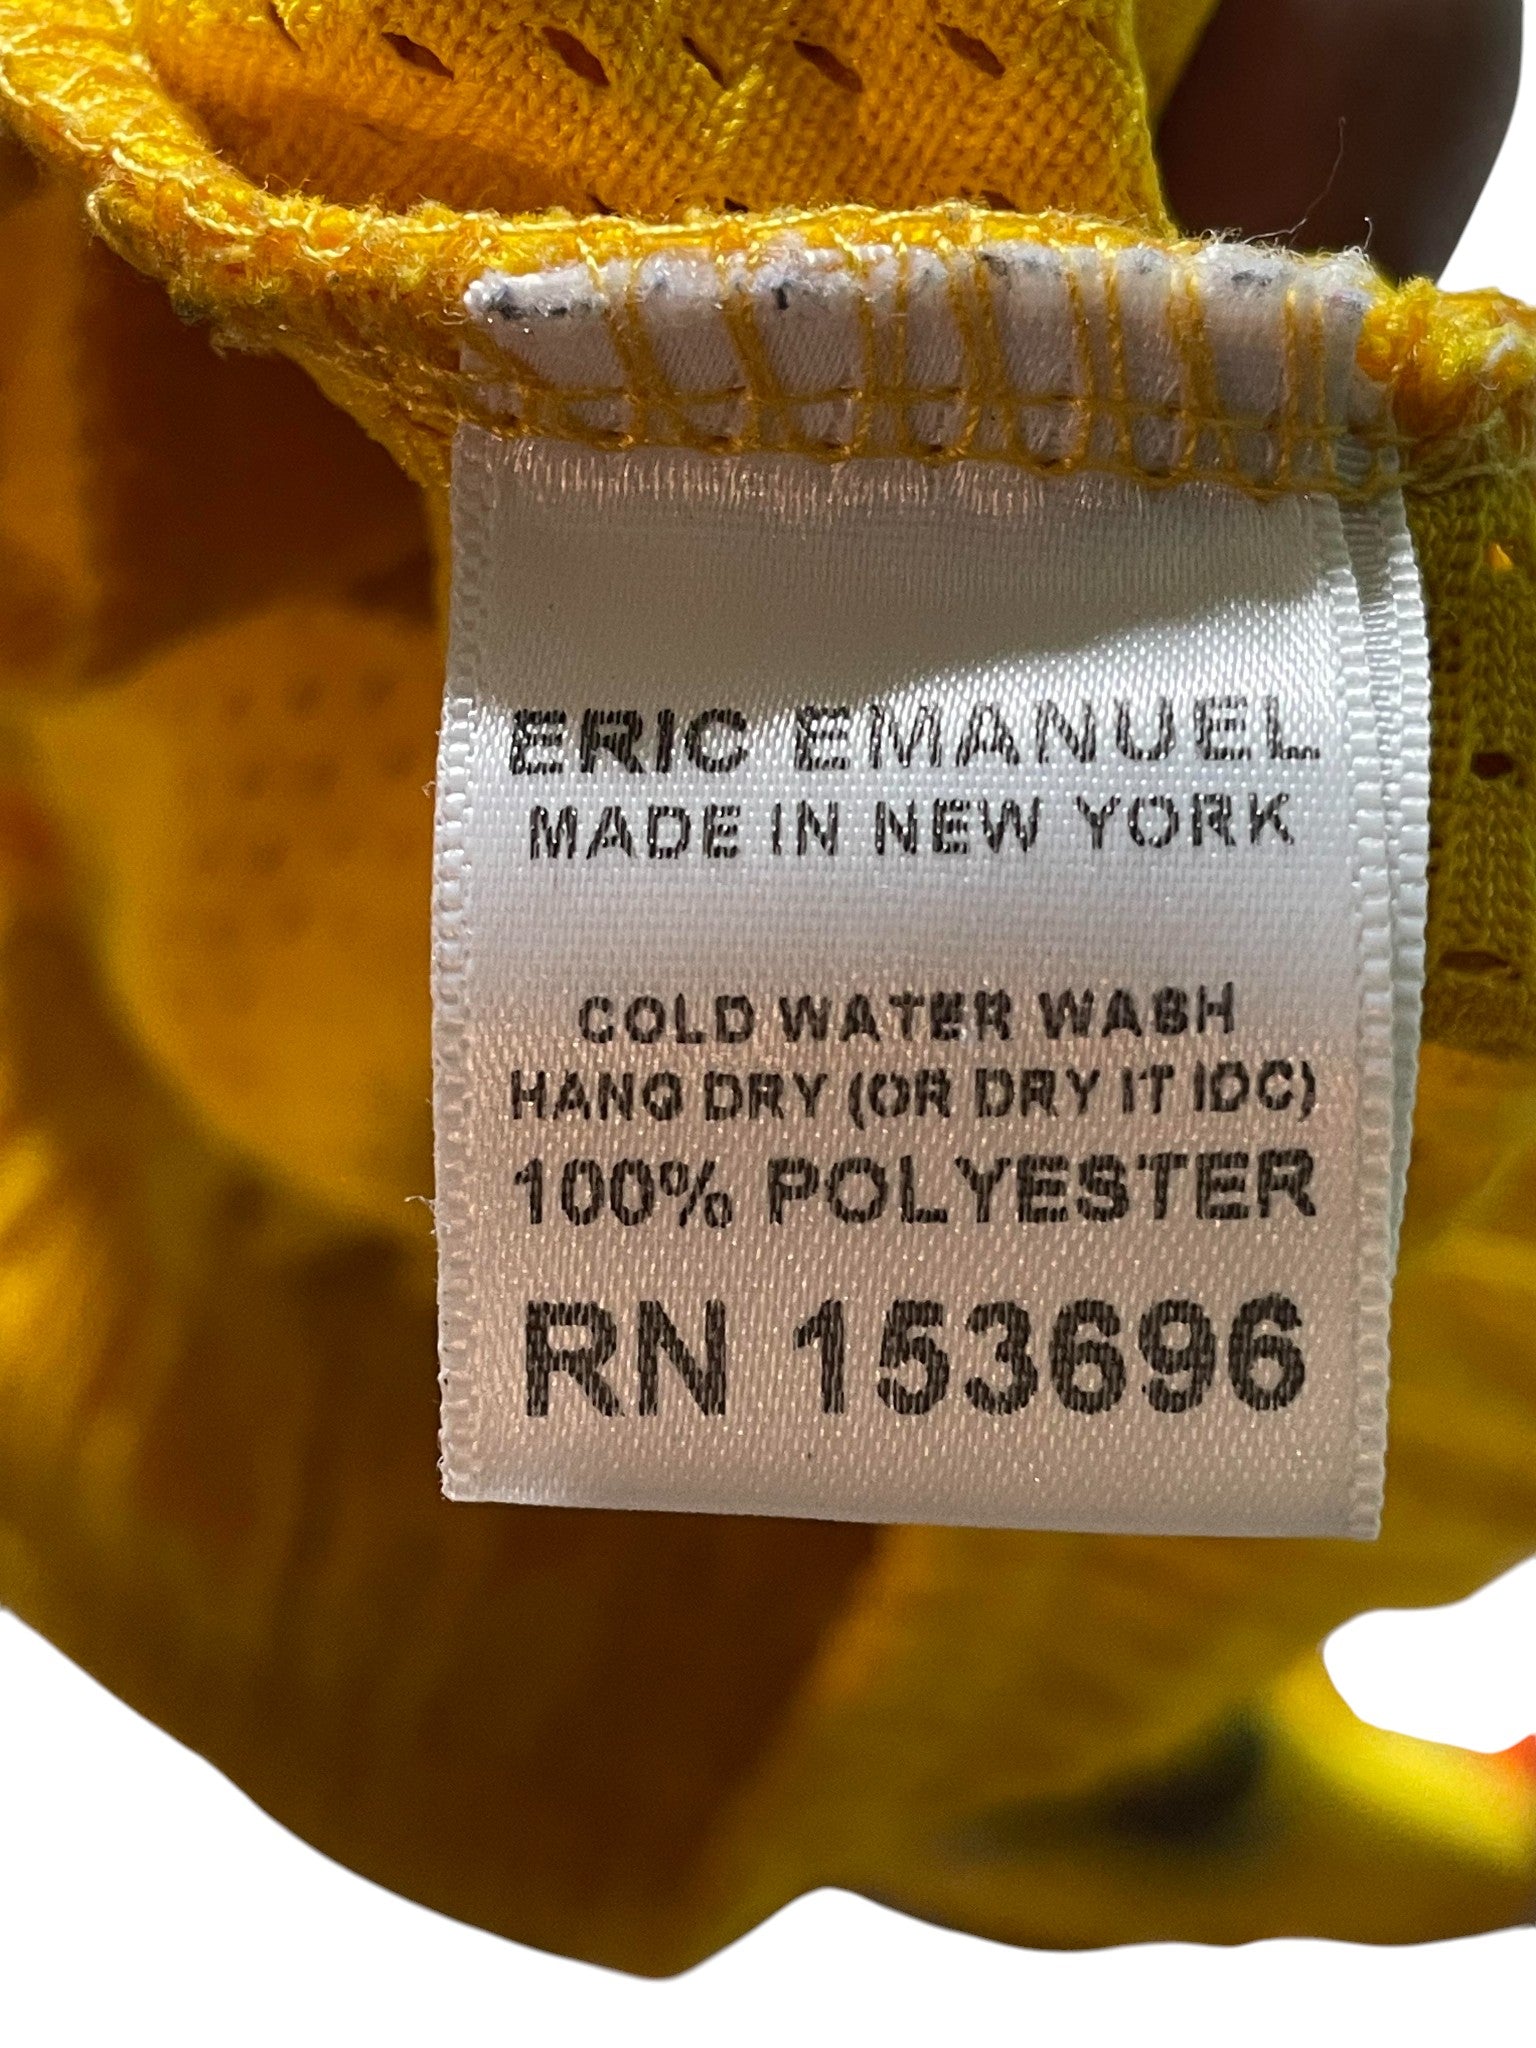 ERIC EMANUEL
MADE IN NEW YORK
COLD WATER WASH
HANG DRY (OR DRY IT IDC)
100% POLYESTER
RN 153696